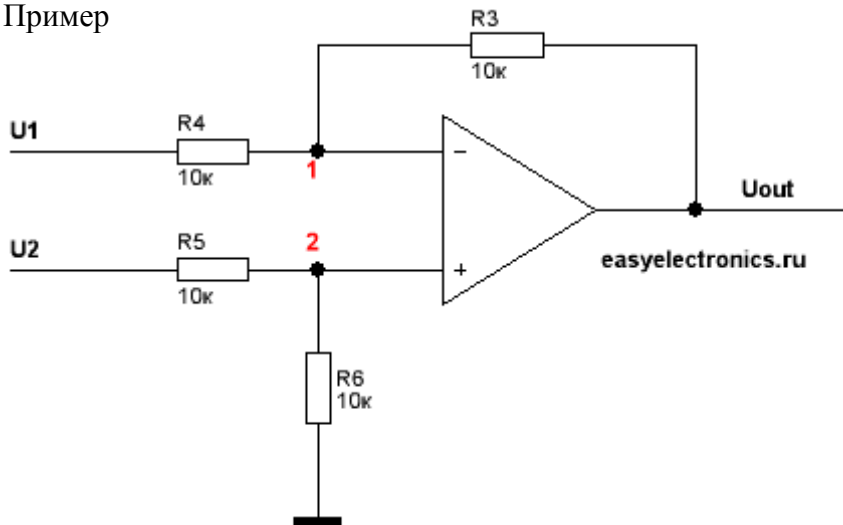 Пример
R3
10к
U1
R4
10к
1
−
Uout
U2
R5
2
10к
+
easyelectronics.ru
R6
10к